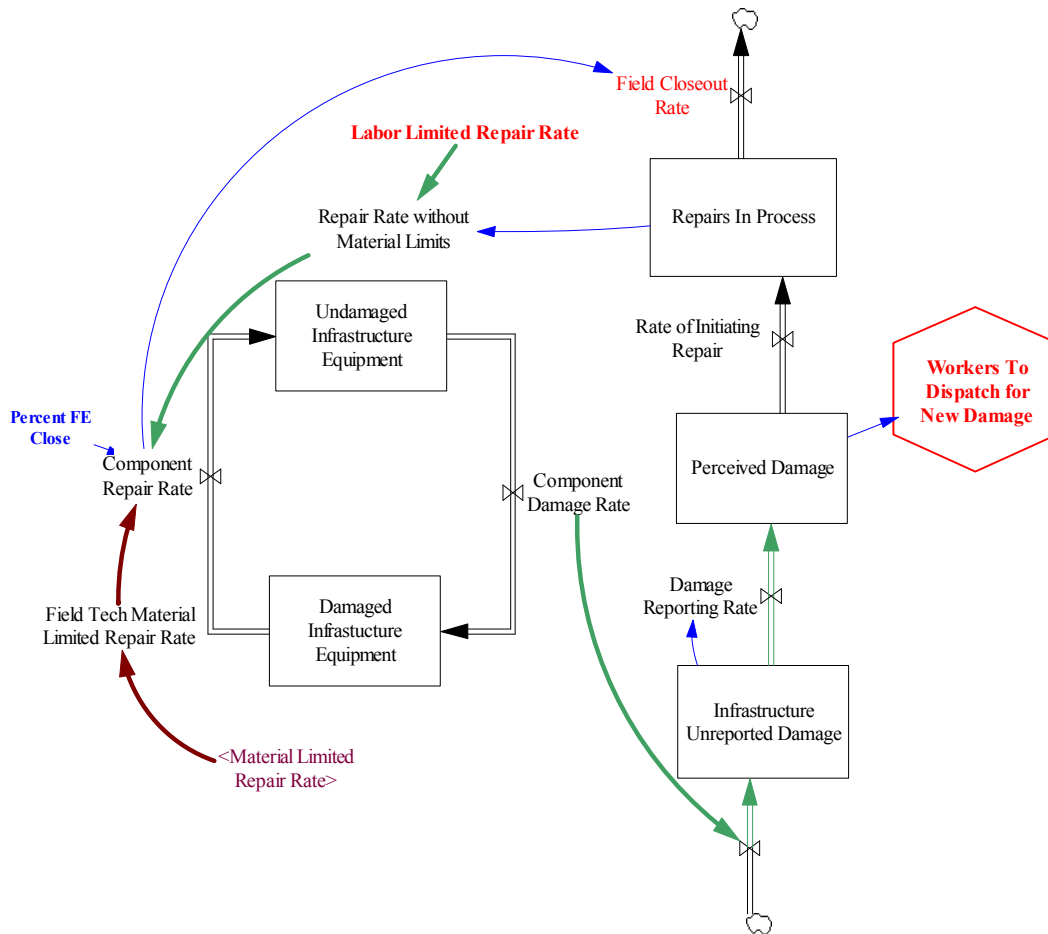 Field Closeout
Rate
Labor Limited Repair Rate
Repair Rate without
Material Limits
Repairs In Process
Undamaged
Infrastructure
Equipment
Rate of Initiating
Repair
Workers To
Dispatch for
New Damage
Percent FE
Close
Component
Repair Rate
Component
Damage Rate
Perceived Damage
Damage
Reporting Rate
Field Tech Material
Limited Repair Rate
Damaged
Infrastucture
Equipment
Infrastructure
Unreported Damage
<Material Limited
Repair Rate>